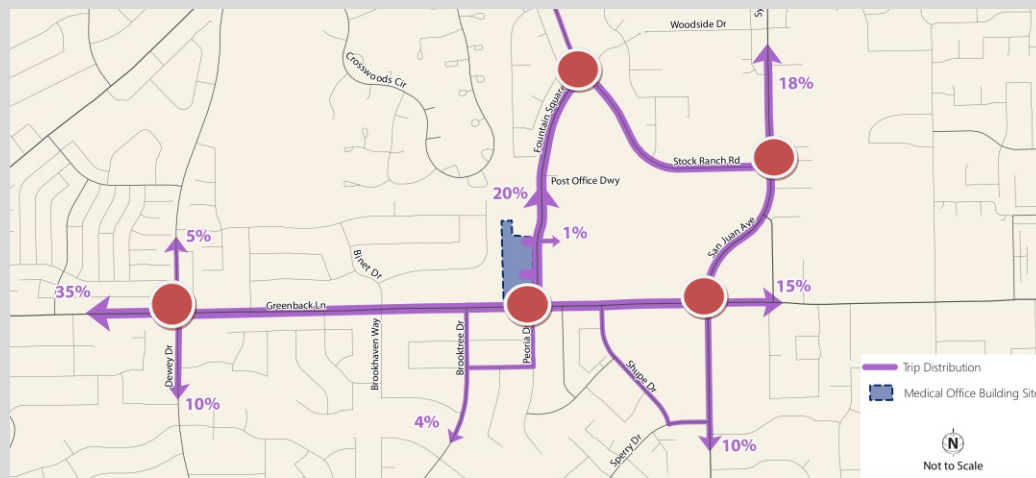 Woodside Dr
Sy
Crosswoods Cir
18%
Fountain Square
Stock Ranch Rd
Post Office Dwy
20%
1%
San Juan Ave
5%
Binet Dr
35%
15%
Greenback Ln
Dewey Dr
Brookhaven Way
Brooktree Dr
Peoria D
Shupe Dr
10%
4%
Sperry Dr
10%
Trip Distribution
Medical Office Building Site
N
Not to Scale